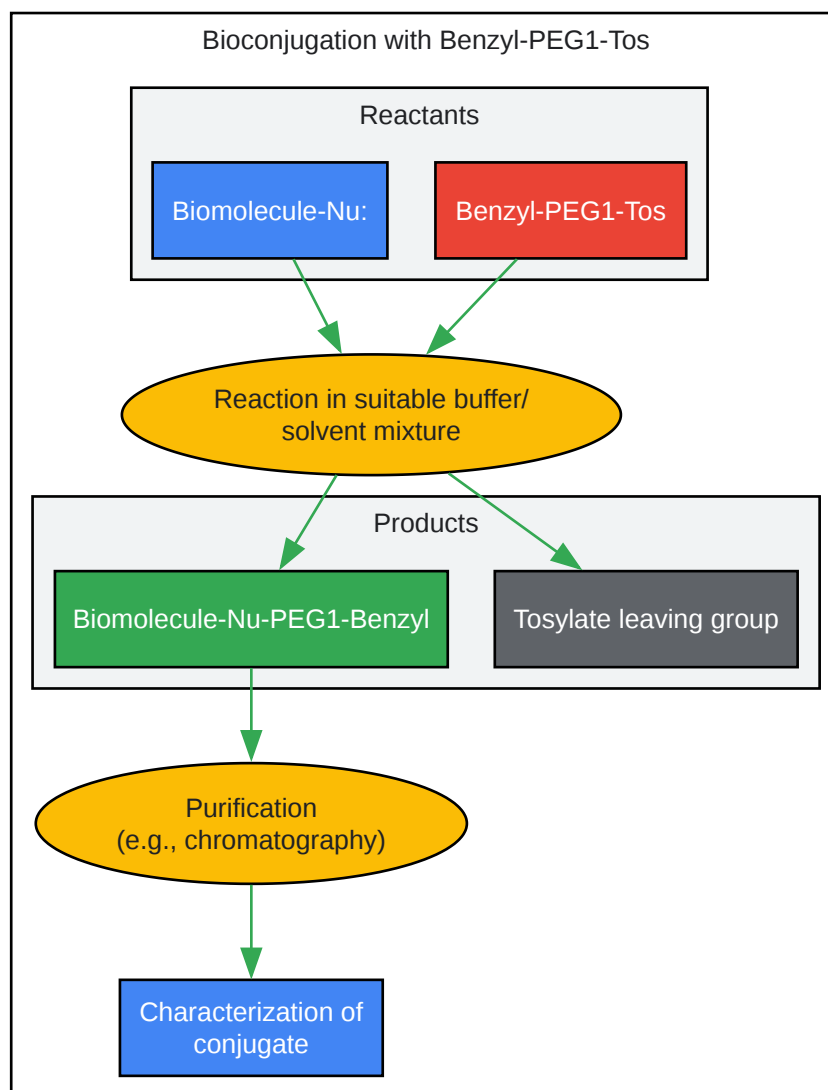 Bioconjugation with Benzyl-PEG1-Tos
Reactants
Biomolecule-Nu:
Benzyl-PEG1-Tos
Reaction in suitable buffer/
solvent mixture
Products
Biomolecule-Nu-PEG1-Benzyl
Tosylate leaving group
Purification
(e.g., chromatography)
Characterization of
conjugate